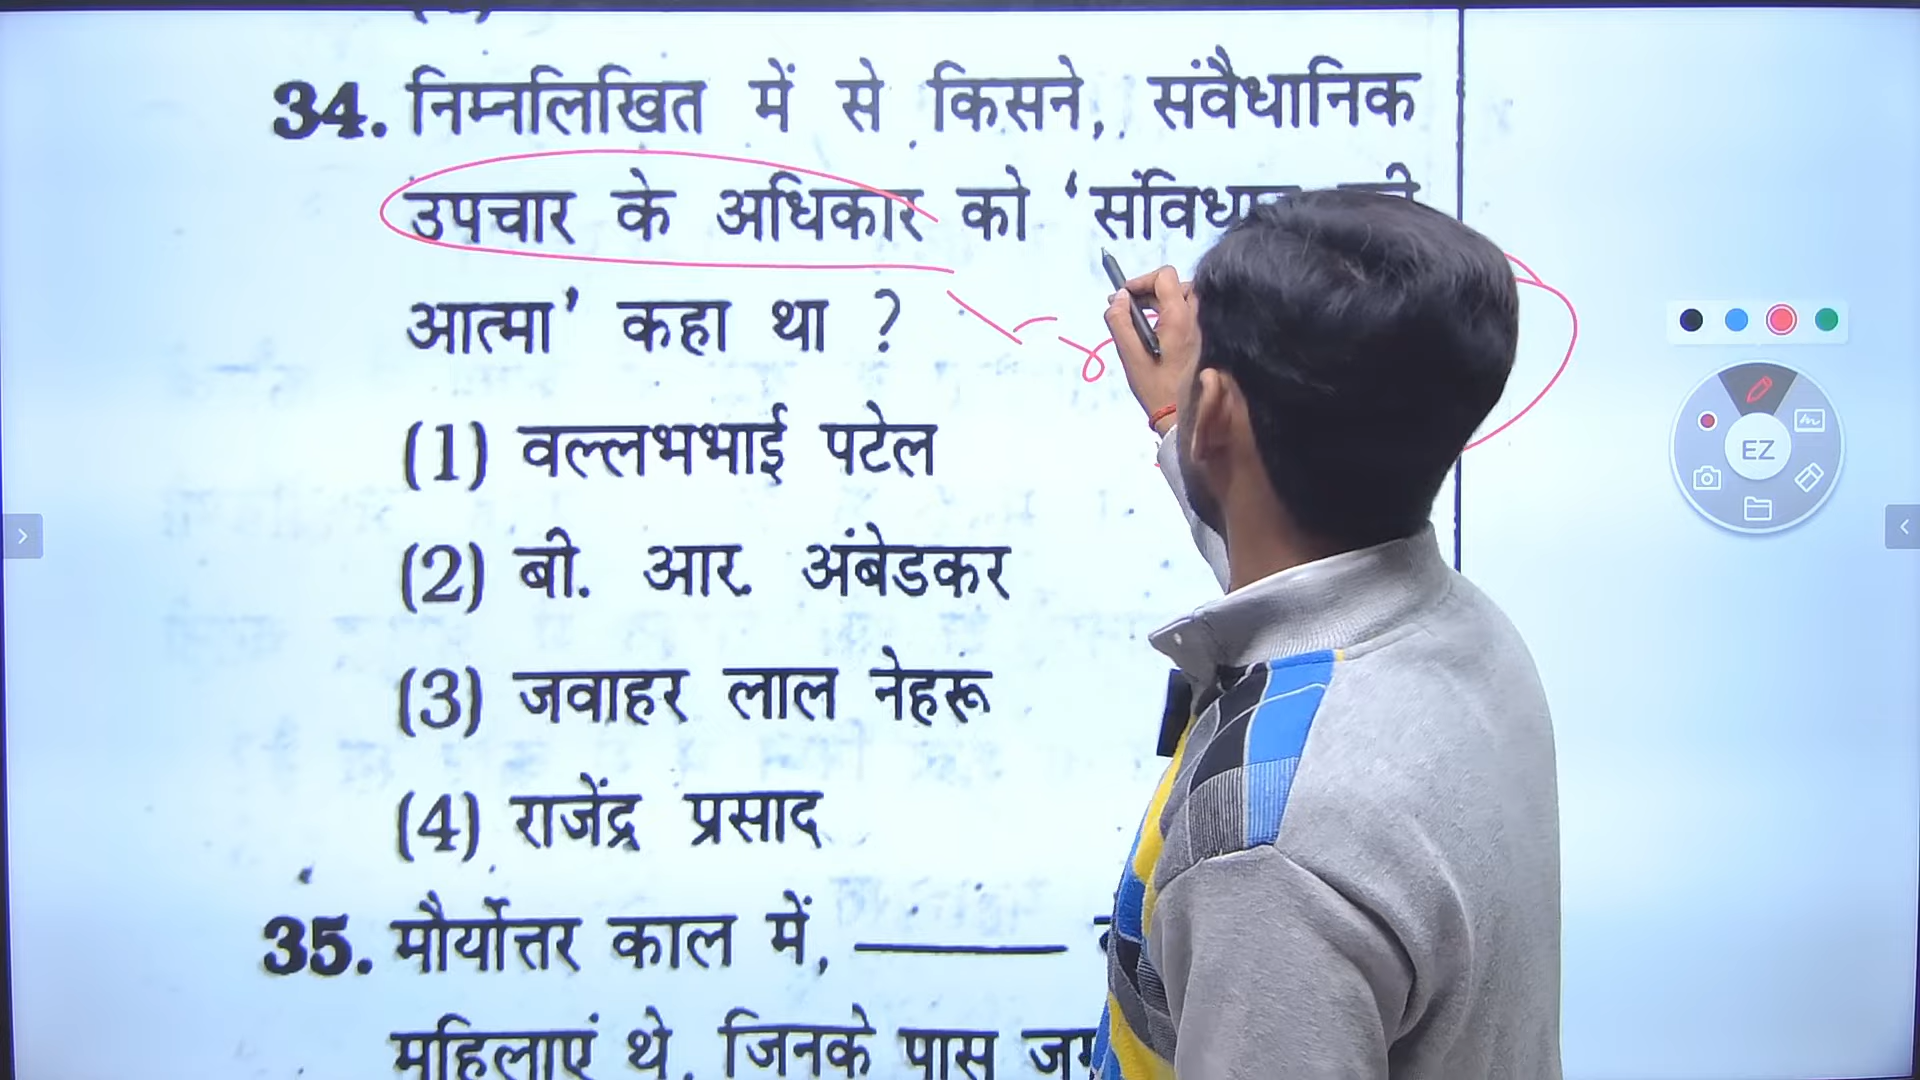 34. निम्नलिखित में से किसने, संवैधानिक
उपचार के अधिकार को ‘
आत्मा’ कहा था ?
(1) वल्लभभाई पटेल
(2) बी. आर. अंबेडकर
(3) जवाहर लाल नेहरू
(4) राजेंद्र प्रसाद
35. मौर्योत्तर काल में, ______
महिलाएं थे, जिनके पास
EZ